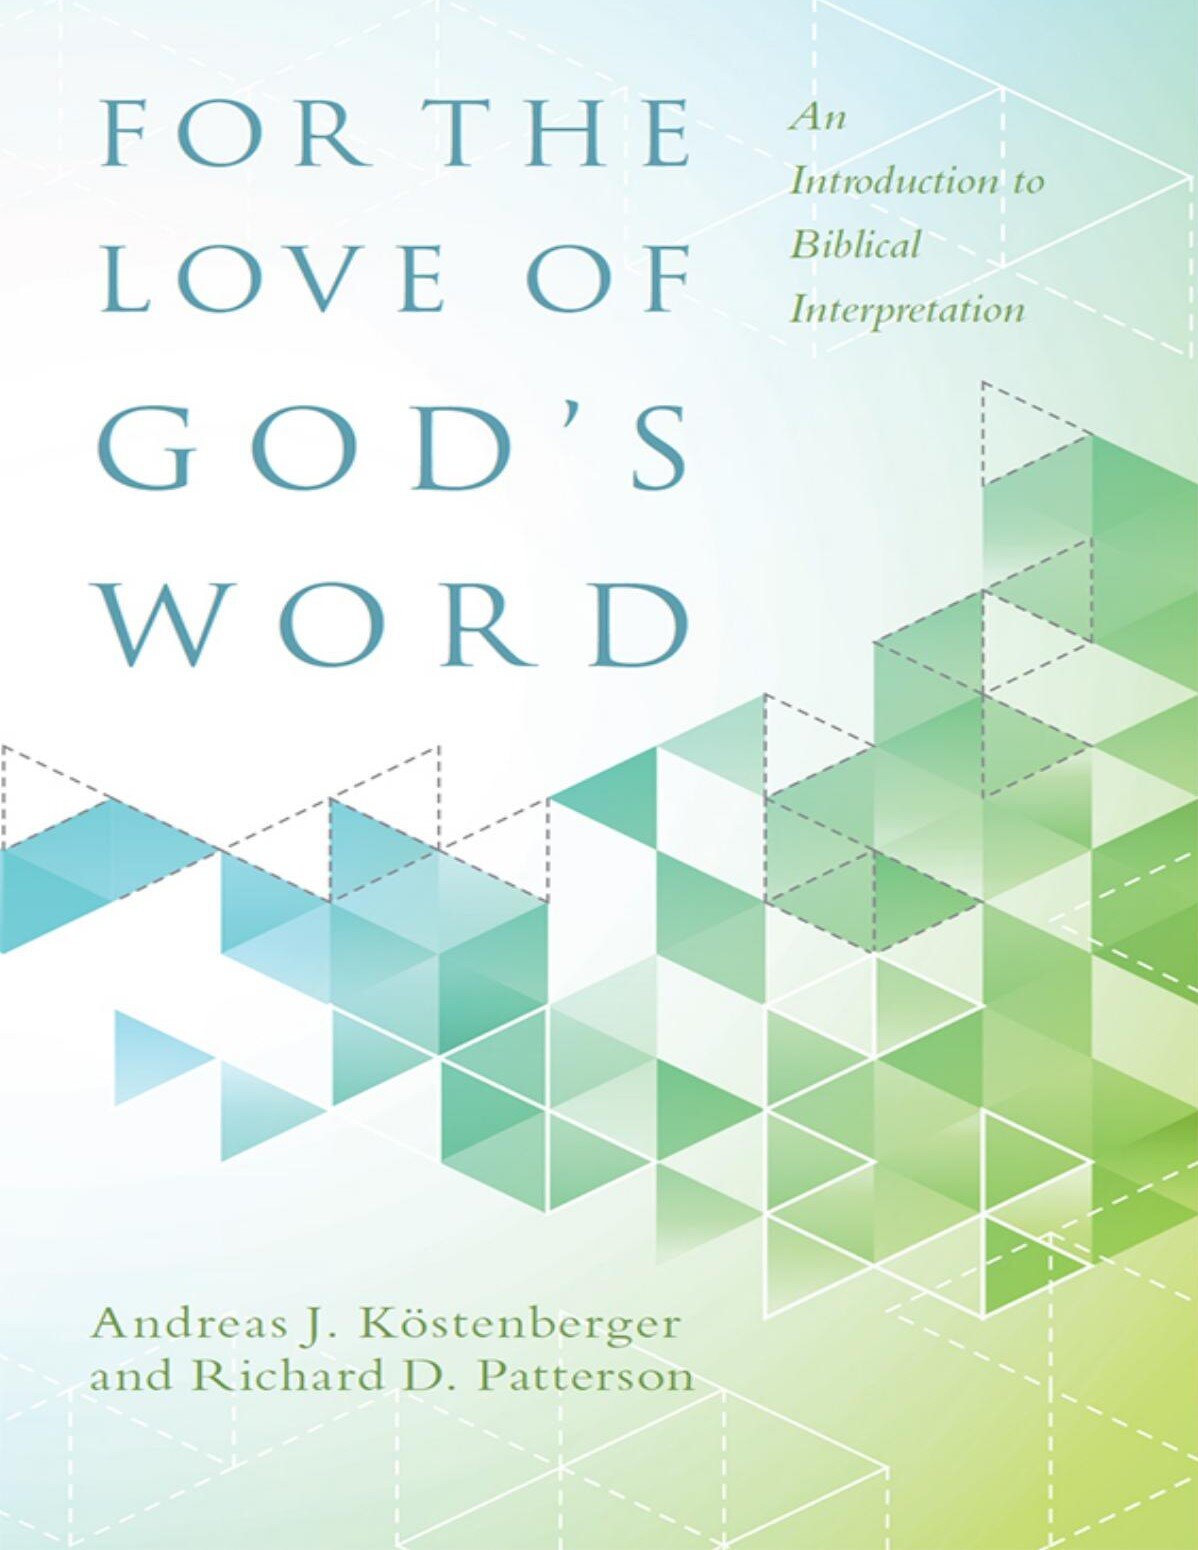 FOR THE
LOVE OF
GOD'S
WORD
An
Introduction to
Biblical
Interpretation
Andreas J. Köstenberger
and Richard D. Patterson